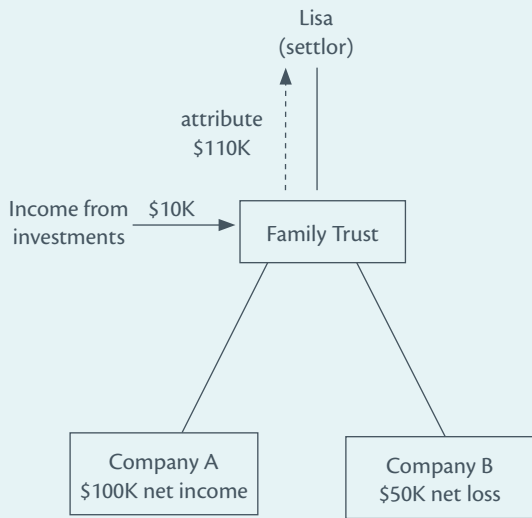 Lisa
(settlor)
attribute
$110K
Income from
investments
$10K
Family Trust
Company A
$100K net income
Company B
$50K net loss